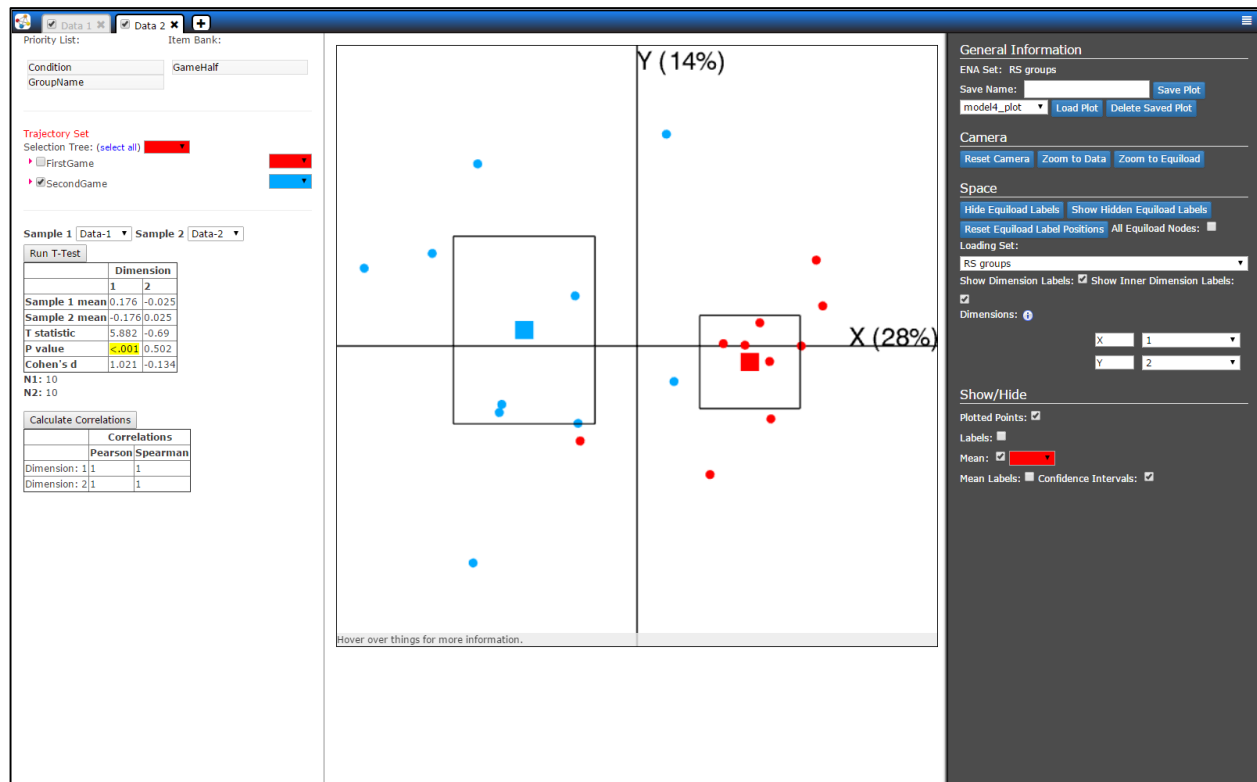 Data 1 ✖ Data 2 ✖
Priority List: Item Bank:
Condition GameHalf
GroupName
Trajectory Set
Selection Tree: (select all)
FirstGame
SecondGame
Sample 1 Data-1 Sample 2 Data-2
Run T-Test
Dimension
1 2
Sample 1 mean 0.176 -0.025
Sample 2 mean -0.176 0.025
T statistic 5.882 -0.69
P value <.001 0.502
Cohen's d 1.021 -0.134
N1: 10
N2: 10
Calculate Correlations
Correlations
Pearson Spearman
Dimension: 1 1 1
Dimension: 2 1 1
Y (14%)
X (28%)
Hover over things for more information.
General Information
ENA Set: RS groups
Save Name: Save Plot
model4_plot Load Plot Delete Saved Plot
Camera
Reset Camera Zoom to Data Zoom to Equiload
Space
Hide Equiload Labels Show Hidden Equiload Labels
Reset Equiload Label Positions All Equiload Nodes:
Loading Set:
RS groups
Show Dimension Labels: Show Inner Dimension Labels:
Dimensions: i
X 1
Y 2
Show/Hide
Plotted Points:
Labels:
Mean:
Mean Labels: Confidence Intervals: